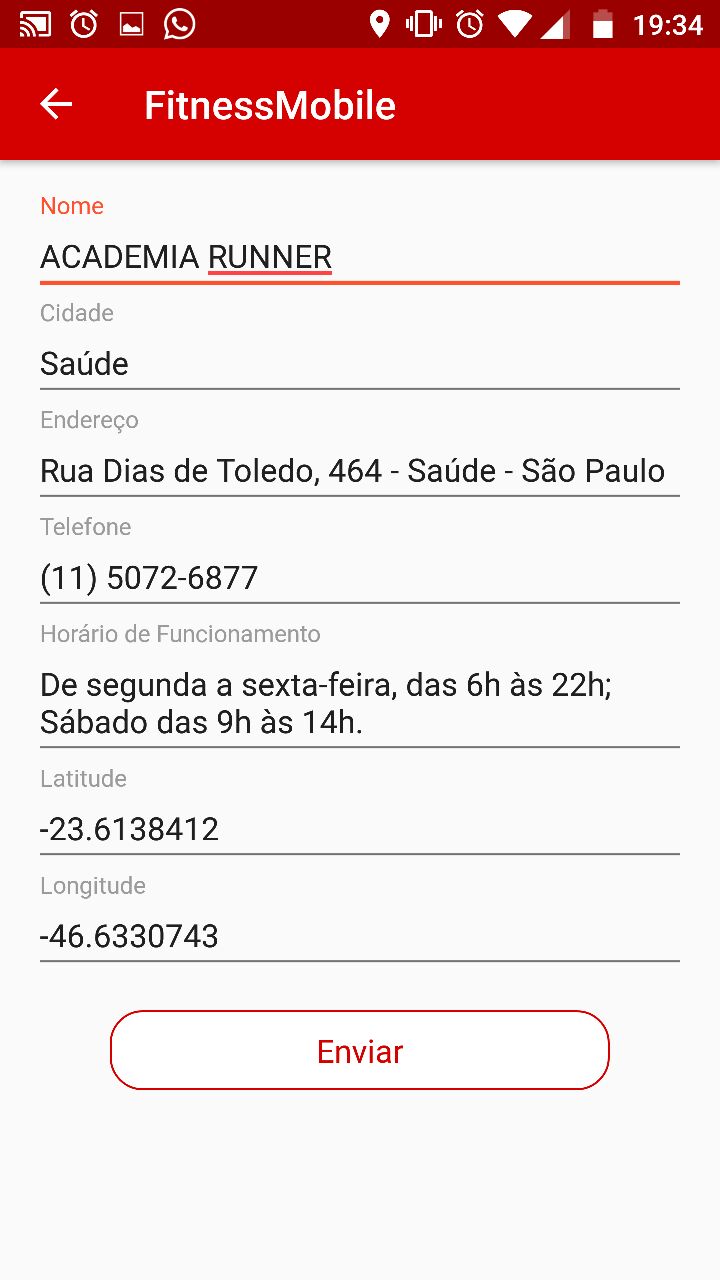 19:34
FitnessMobile
Nome
ACADEMIA RUNNER
Cidade
Saúde
Endereço
Rua Dias de Toledo, 464 - Saúde - São Paulo
Telefone
(11) 5072-6877
Horário de Funcionamento
De segunda a sexta-feira, das 6h às 22h;
Sábado das 9h às 14h.
Latitude
-23.6138412
Longitude
-46.6330743
Enviar